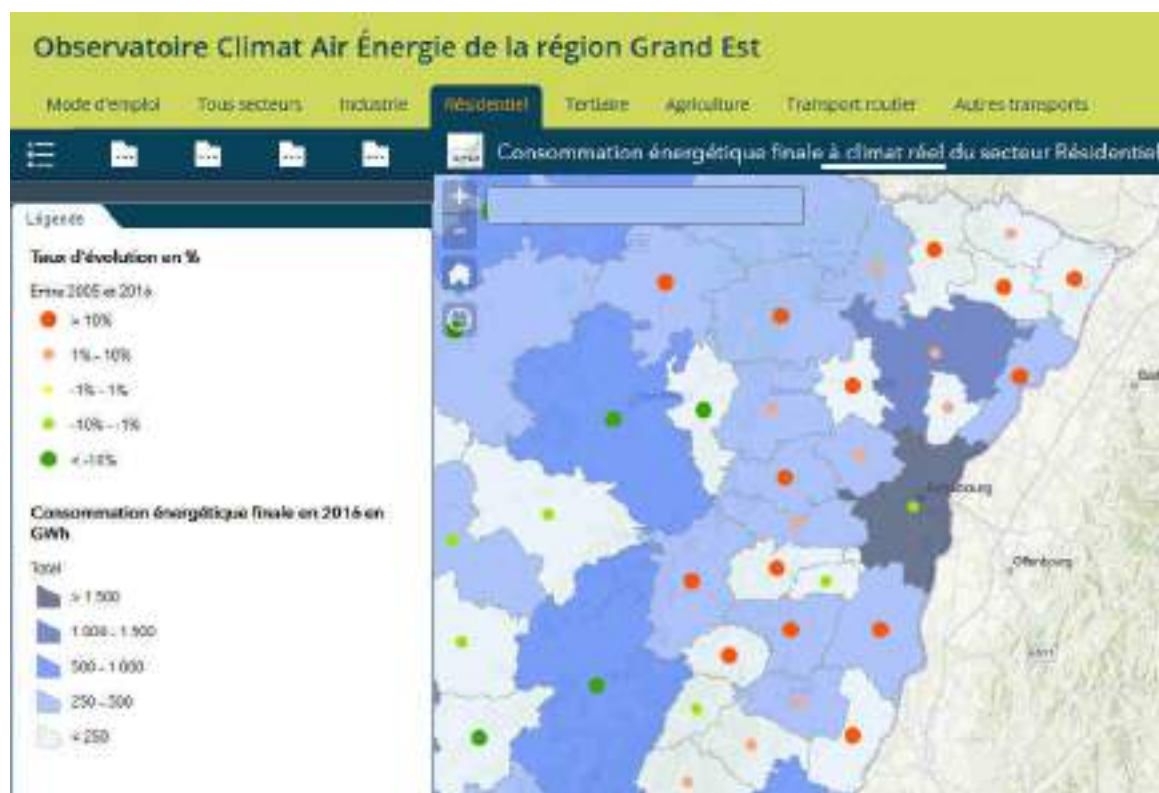 Observatoire Climat Air Énergie de la région Grand Est
Mode d'emploi Tous secteurs Industrie Résidentiel Tertiaire Agriculture Transport routier Autres transports
Consommation énergétique finale à climat réel du secteur Résidentiel
Légende
Taux d'évolution en %
Entre 2005 et 2016
> 10%
1% - 10%
-1% - 1%
-10% - -1%
< -10%
Consommation énergétique finale en 2016 en
GWh
Total
> 1 500
1 000 - 1 500
500 - 1 000
250 - 500
< 250
Offenbourg